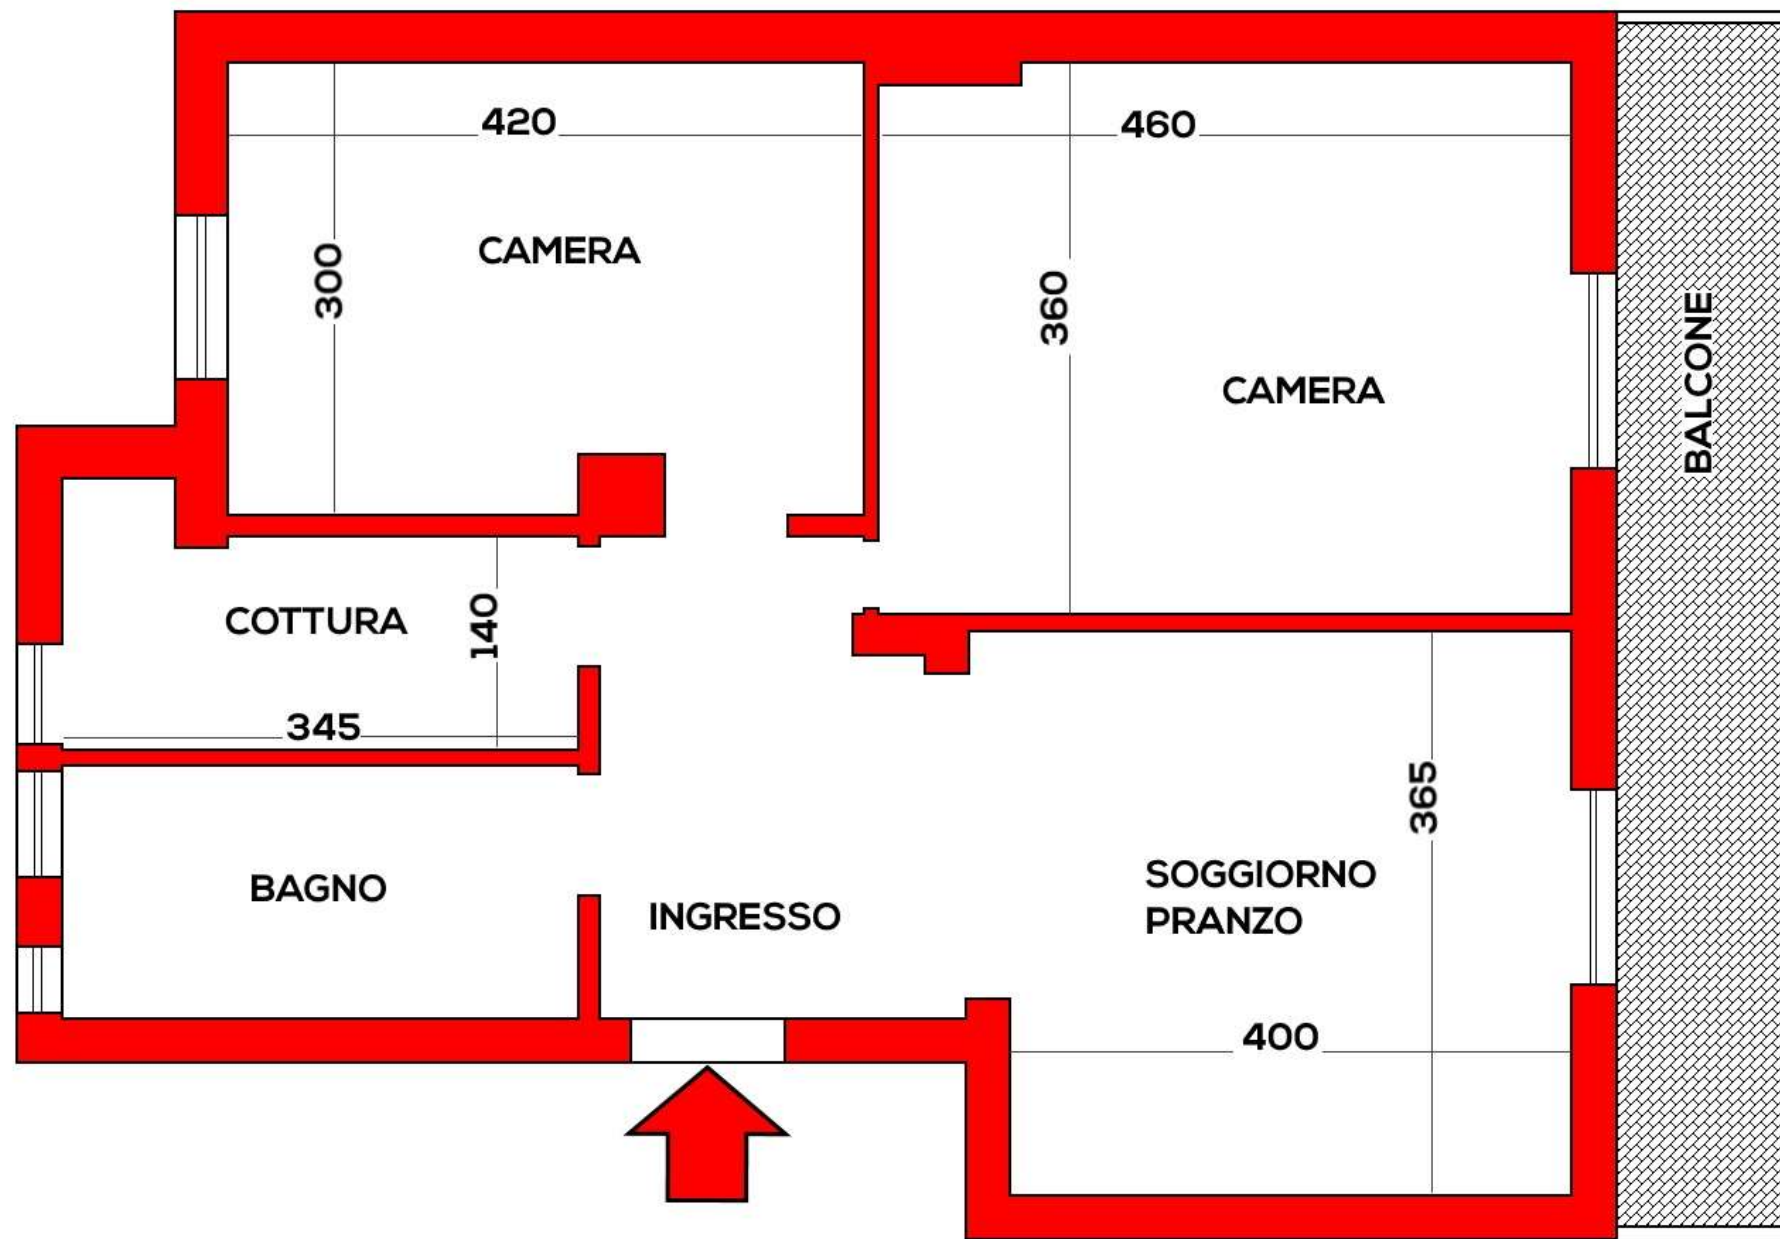 420
460
CAMERA
300
360
CAMERA
BALCONE
COTTURA
140
345
365
BAGNO
INGRESSO
SOGGIORNO
PRANZO
400